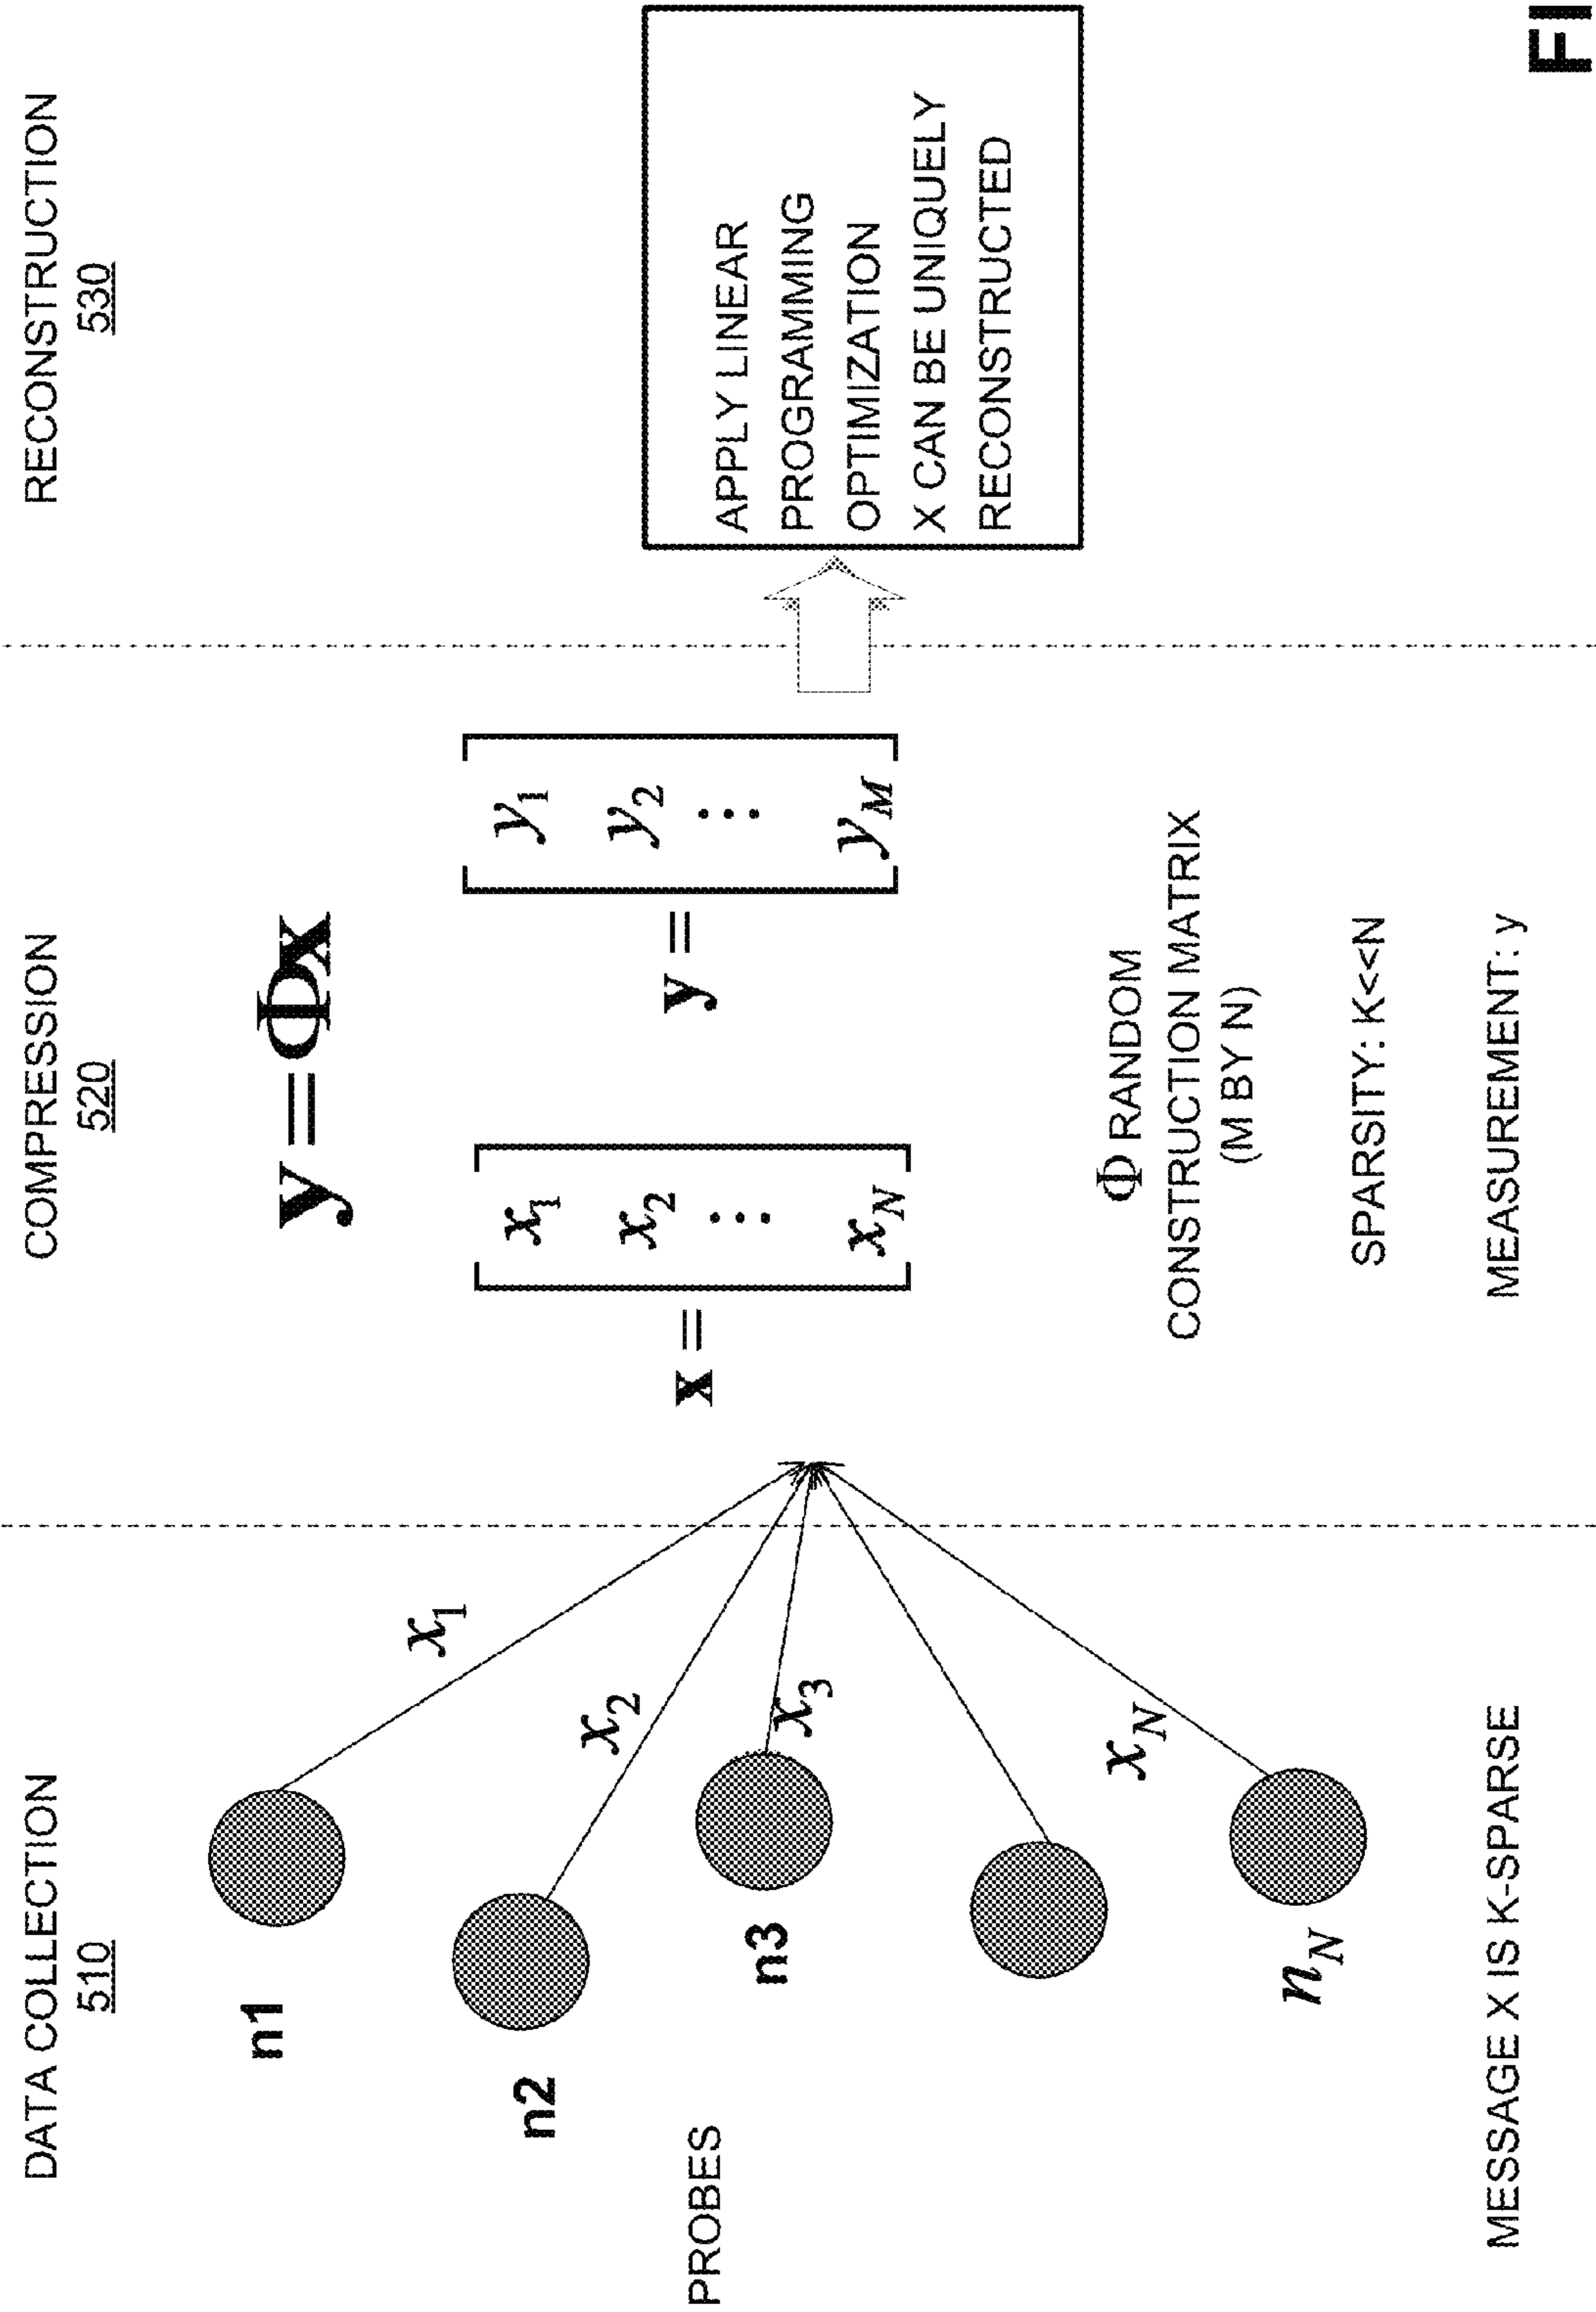 DATA COLLECTION
510
n1
n2
n3
n_N
PROBES
x_1
x_2
x_3
x_N
MESSAGE X IS K-SPARSE
COMPRESSION
520
y = Φx
x = [ x_1 x_2 ⋮ x_N ]
y = [ y_1 y_2 ⋮ y_M ]
Φ RANDOM
CONSTRUCTION MATRIX
(M BY N)
SPARSITY: K<<N
MEASUREMENT: y
RECONSTRUCTION
530
APPLY LINEAR
PROGRAMMING
OPTIMIZATION
X CAN BE UNIQUELY
RECONSTRUCTED
FI